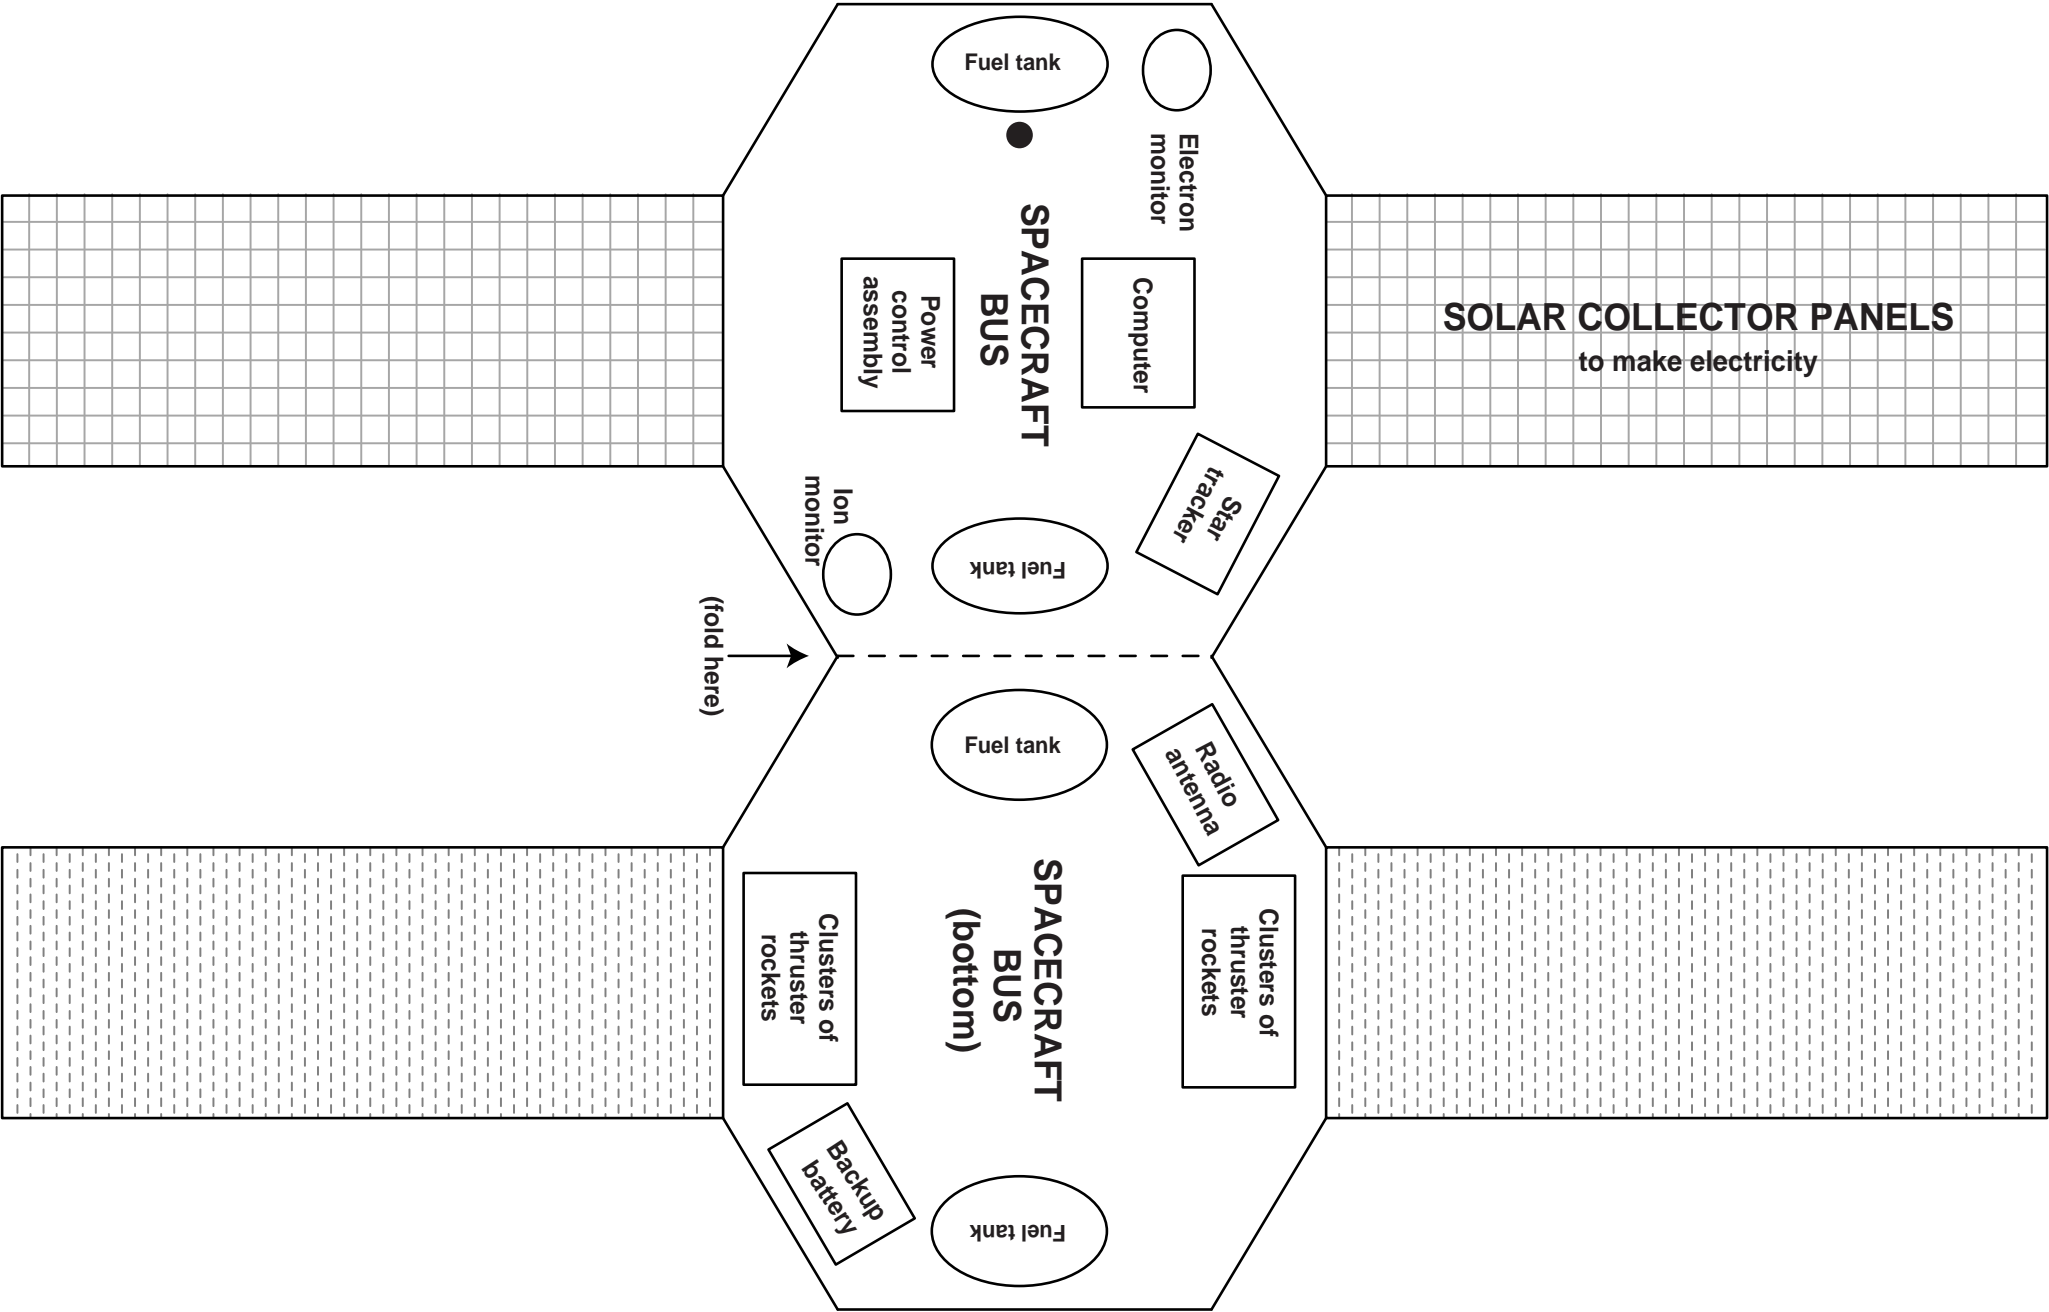 Fuel tank
Electron
monitor
SPACECRAFT
BUS
Computer
Power
control
assembly
SOLAR COLLECTOR PANELS
to make electricity
Star
tracker
Ion
monitor
Fuel tank
(fold here)
Fuel tank
Radio
antenna
SPACECRAFT
BUS
(bottom)
Clusters of
thruster
rockets
Clusters of
thruster
rockets
Backup
battery
Fuel tank